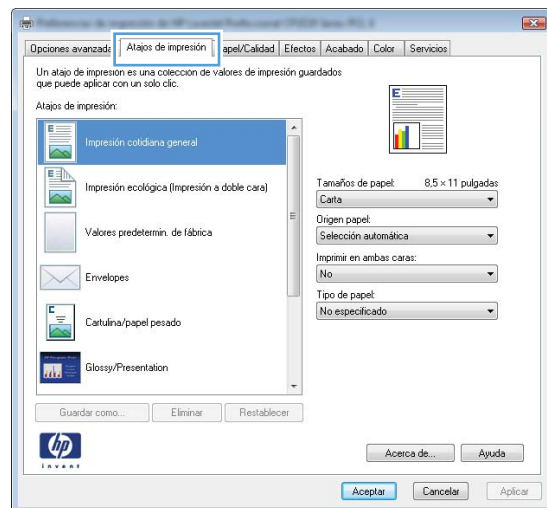 Opciones avanzada Atajos de impresión apel/Calidad Efectos Acabado Color Servicios
Un atajo de impresión es una colección de valores de impresión guardados
que puede aplicar con un solo clic.
Atajos de impresión:
Impresión cotidiana general
Impresión ecológica (Impresión a doble cara)
Valores predetermin. de fábrica
Envelopes
Cartulina/papel pesado
Glossy/Presentation
Guardar como... Eliminar Restablecer
E
Tamaños de papel: 8,5 × 11 pulgadas
Carta
Origen papel:
Selección automática
Imprimir en ambas caras:
No
Tipo de papel:
No especificado
hp
invent
Acerca de... Ayuda
Aceptar Cancelar Aplicar